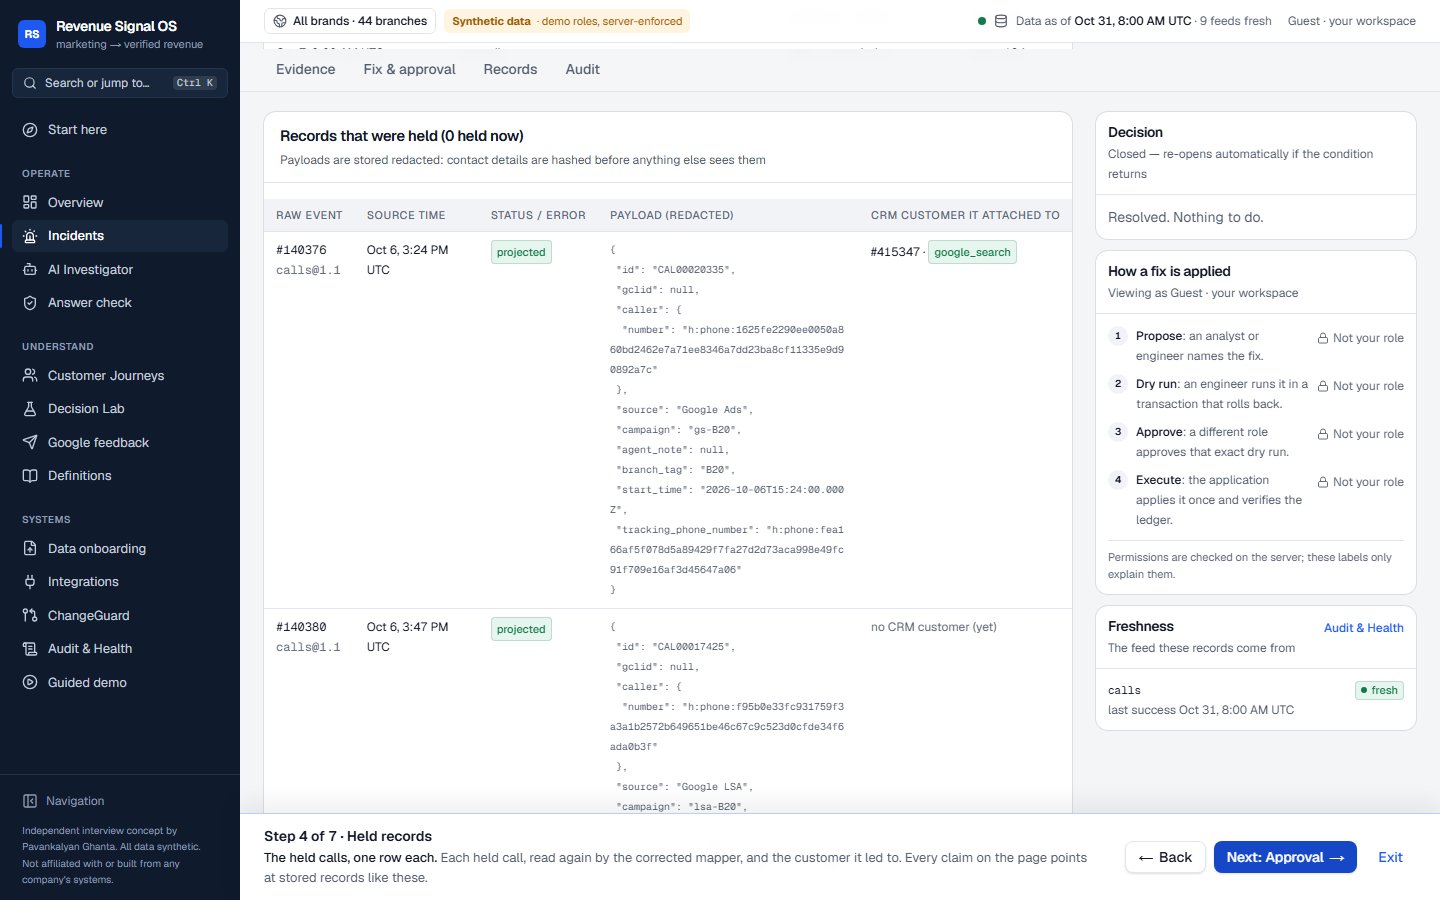 RS
Revenue Signal OS
marketing → verified revenue
Search or jump to...
Ctrl K
Start here
OPERATE
Overview
Incidents
AI Investigator
Answer check
UNDERSTAND
Customer Journeys
Decision Lab
Google feedback
Definitions
SYSTEMS
Data onboarding
Integrations
ChangeGuard
Audit & Health
Guided demo
Navigation
Independent interview concept by
Pavankalyan Ghanta. All data synthetic.
Not affiliated with or built from any
company's systems.
All brands · 44 branches
Synthetic data · demo roles, server-enforced
Data as of Oct 31, 8:00 AM UTC · 9 feeds fresh
Guest · your workspace
Evidence
Fix & approval
Records
Audit
Records that were held (0 held now)
Payloads are stored redacted: contact details are hashed before anything else sees them
RAW EVENT
SOURCE TIME
STATUS / ERROR
PAYLOAD (REDACTED)
CRM CUSTOMER IT ATTACHED TO
#140376
calls@1.1
Oct 6, 3:24 PM
UTC
projected
{
"id": "CAL00020335",
"gclid": null,
"caller": {
"number": "h:phone:1625fe2290ee0050a8
60bd2462e7a71ee8346a7dd23ba8cf11335e9d9
0892a7c"
},
"source": "Google Ads",
"campaign": "gs-B20",
"agent_note": null,
"branch_tag": "B20",
"start_time": "2026-10-06T15:24:00.000
Z",
"tracking_phone_number": "h:phone:fea1
66af5f078d5a89429f7fa27d2d73aca998e49fc
91f709e16af3d45647a06"
}
#415347 · google_search
#140380
calls@1.1
Oct 6, 3:47 PM
UTC
projected
{
"id": "CAL00017425",
"gclid": null,
"caller": {
"number": "h:phone:f95b0e33fc931759f3
a3a1b2572b649651be46c67c9c523d0cfde34f6
ada0b3f"
},
"source": "Google LSA",
"campaign": "lsa-B20",
no CRM customer (yet)
Decision
Closed — re-opens automatically if the condition
returns
Resolved. Nothing to do.
How a fix is applied
Viewing as Guest · your workspace
1 Propose: an analyst or
engineer names the fix.
Not your role
2 Dry run: an engineer runs it in a
transaction that rolls back.
Not your role
3 Approve: a different role
approves that exact dry run.
Not your role
4 Execute: the application
applies it once and verifies the
ledger.
Not your role
Permissions are checked on the server; these labels only
explain them.
Freshness
Audit & Health
The feed these records come from
calls
fresh
last success Oct 31, 8:00 AM UTC
Step 4 of 7 · Held records
The held calls, one row each. Each held call, read again by the corrected mapper, and the customer it led to. Every claim on the page points
at stored records like these.
← Back
Next: Approval →
Exit